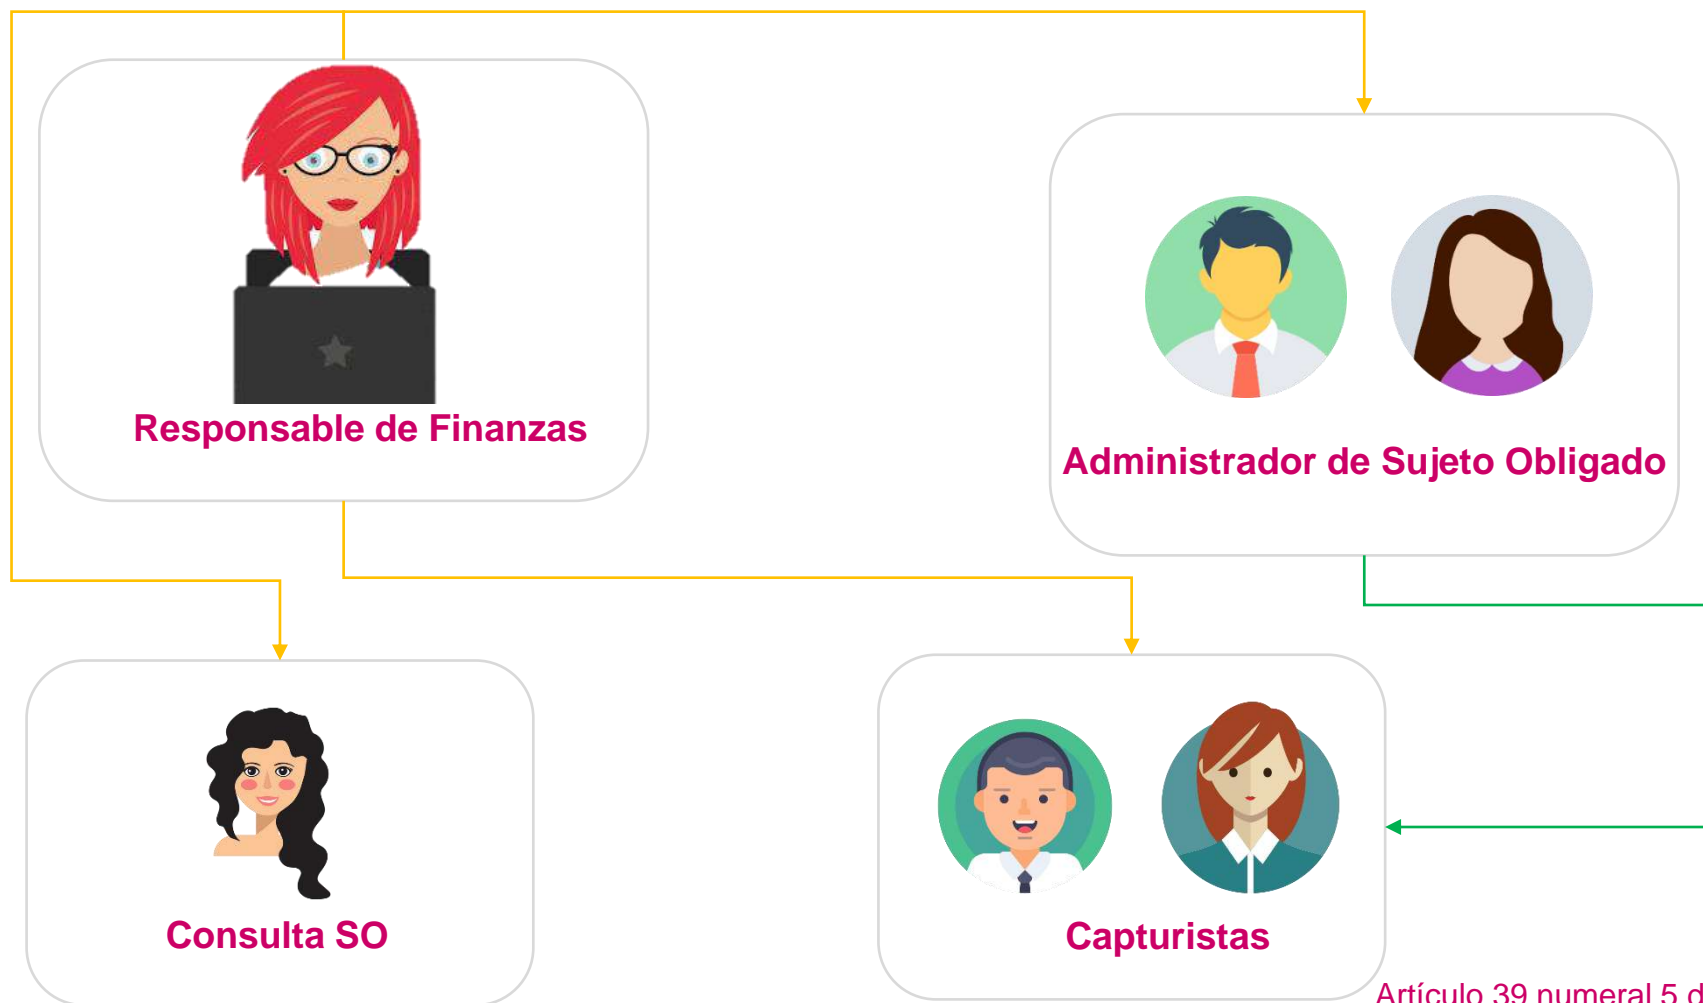 Responsable de Finanzas
Administrador de Sujeto Obligado
Consulta SO
Capturistas
Artículo 39 numeral 5 d